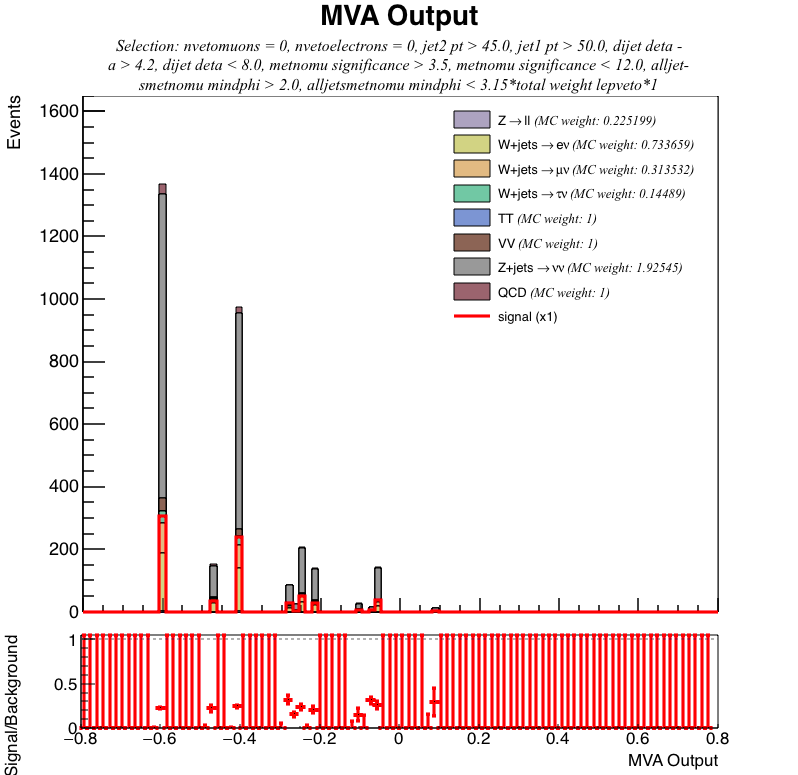 MVA Output
Selection: nvetomuons = 0, nvetoelectrons = 0, jet2 pt > 45.0, jet1 pt > 50.0, dijet deta -
a > 4.2, dijet deta < 8.0, metnomu significance > 3.5, metnomu significance < 12.0, alljet-
smetnomu mindphi > 2.0, alljetsmetnomu mindphi < 3.15*total weight lepveto*1
Events
1600
1400
1200
1000
800
600
400
200
0
Z→ll (MC weight: 0.225199)
W+jets→eν (MC weight: 0.733659)
W+jets→μν (MC weight: 0.313532)
W+jets→τν (MC weight: 0.14489)
TT (MC weight: 1)
VV (MC weight: 1)
Z+jets→νν (MC weight: 1.92545)
QCD (MC weight: 1)
signal (x1)
Signal/Background
1
0.5
0
−0.8 −0.6 −0.4 −0.2 0 0.2 0.4 0.6 0.8
MVA Output